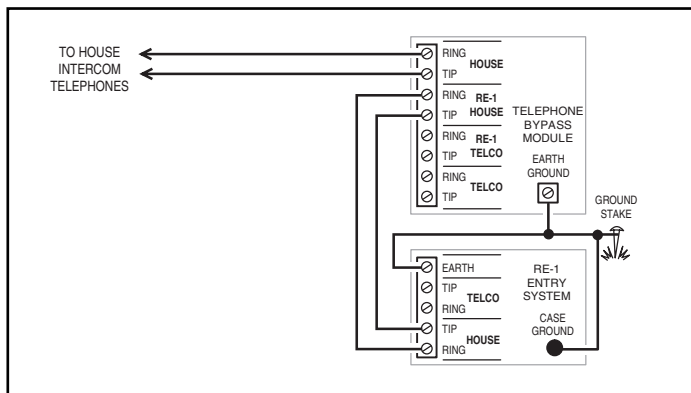 TO HOUSE
INTERCOM
TELEPHONES
RING
HOUSE
TIP
RING
RE-1
HOUSE
TIP
RING
RE-1
TELCO
TIP
RING
TELCO
TIP
TELEPHONE
BYPASS
MODULE
EARTH
GROUND
GROUND
STAKE
EARTH
TIP
TELCO
RING
TIP
HOUSE
RING
RE-1
ENTRY
SYSTEM
CASE
GROUND